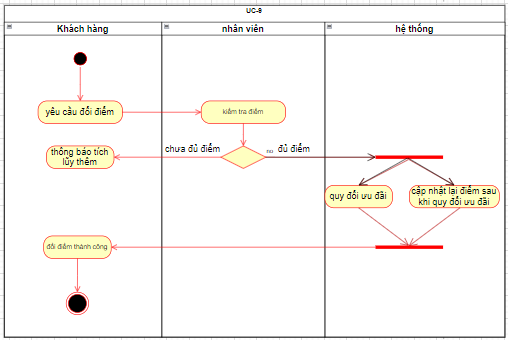 UC-9
Khách hàng
nhân viên
hệ thống
yêu cầu đổi điểm
kiểm tra điểm
thông báo tích
lũy thêm
chưa đủ điểm
no
đủ điểm
quy đổi ưu đãi
cập nhật lại điểm sau
khi quy đổi ưu đãi
đổi điểm thành công